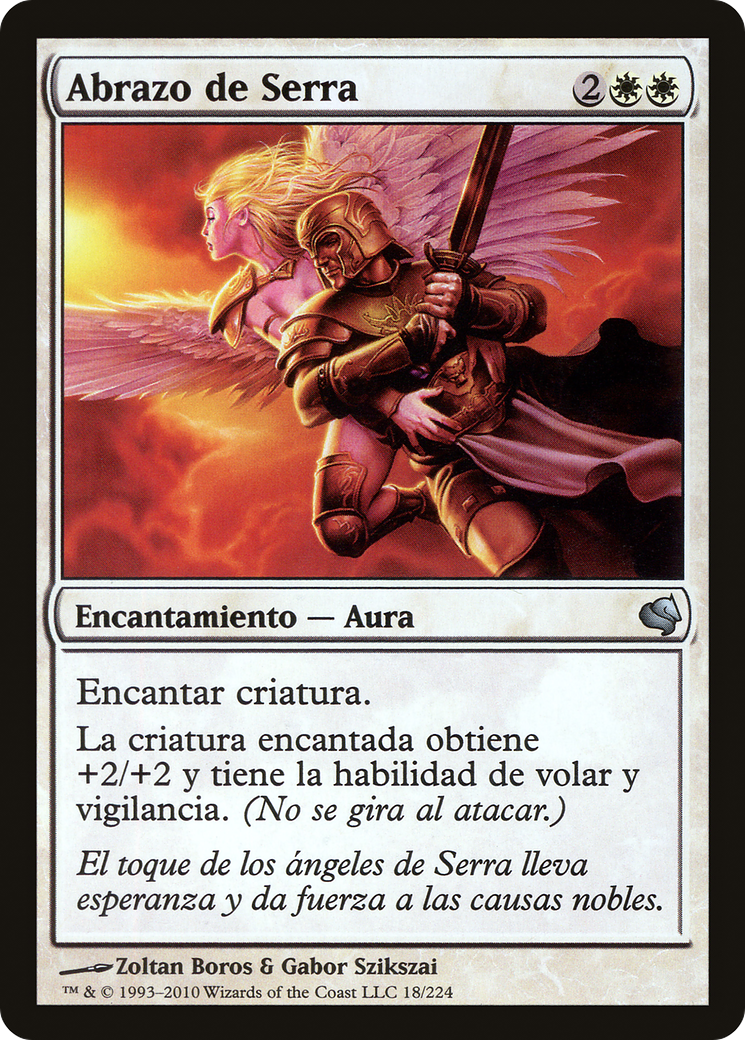 Abrazo de Serra
2
Encantamiento — Aura
Encantar criatura.
La criatura encantada obtiene
+2/+2 y tiene la habilidad de volar y
vigilancia. (No se gira al atacar.)
El toque de los ángeles de Serra lleva
esperanza y da fuerza a las causas nobles.
Zoltan Boros & Gabor Szikszai
™ & © 1993–2010 Wizards of the Coast LLC 18/224